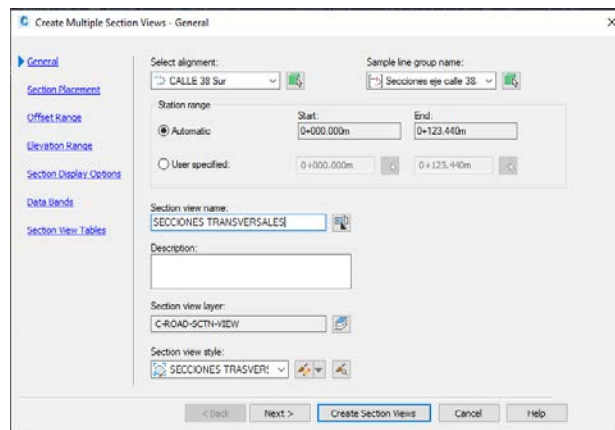 Create Multiple Section Views - General
General
Section Placement
Offset Range
Elevation Range
Section Display Options
Data Bands
Section View Tables
Select alignment:
CALLE 38 Sur
Sample line group name:
Secciones eje calle 38
Station range
Start:
End:
Automatic
0+000.000m
0+123.440m
User specified:
0+000.000m
0+123.440m
Section view name:
SECCIONES TRANSVERSALES
Description:
Section view layer:
C-ROAD-SCTN-VIEW
Section view style:
SECCIONES TRASVER
< Back
Next >
Create Section Views
Cancel
Help